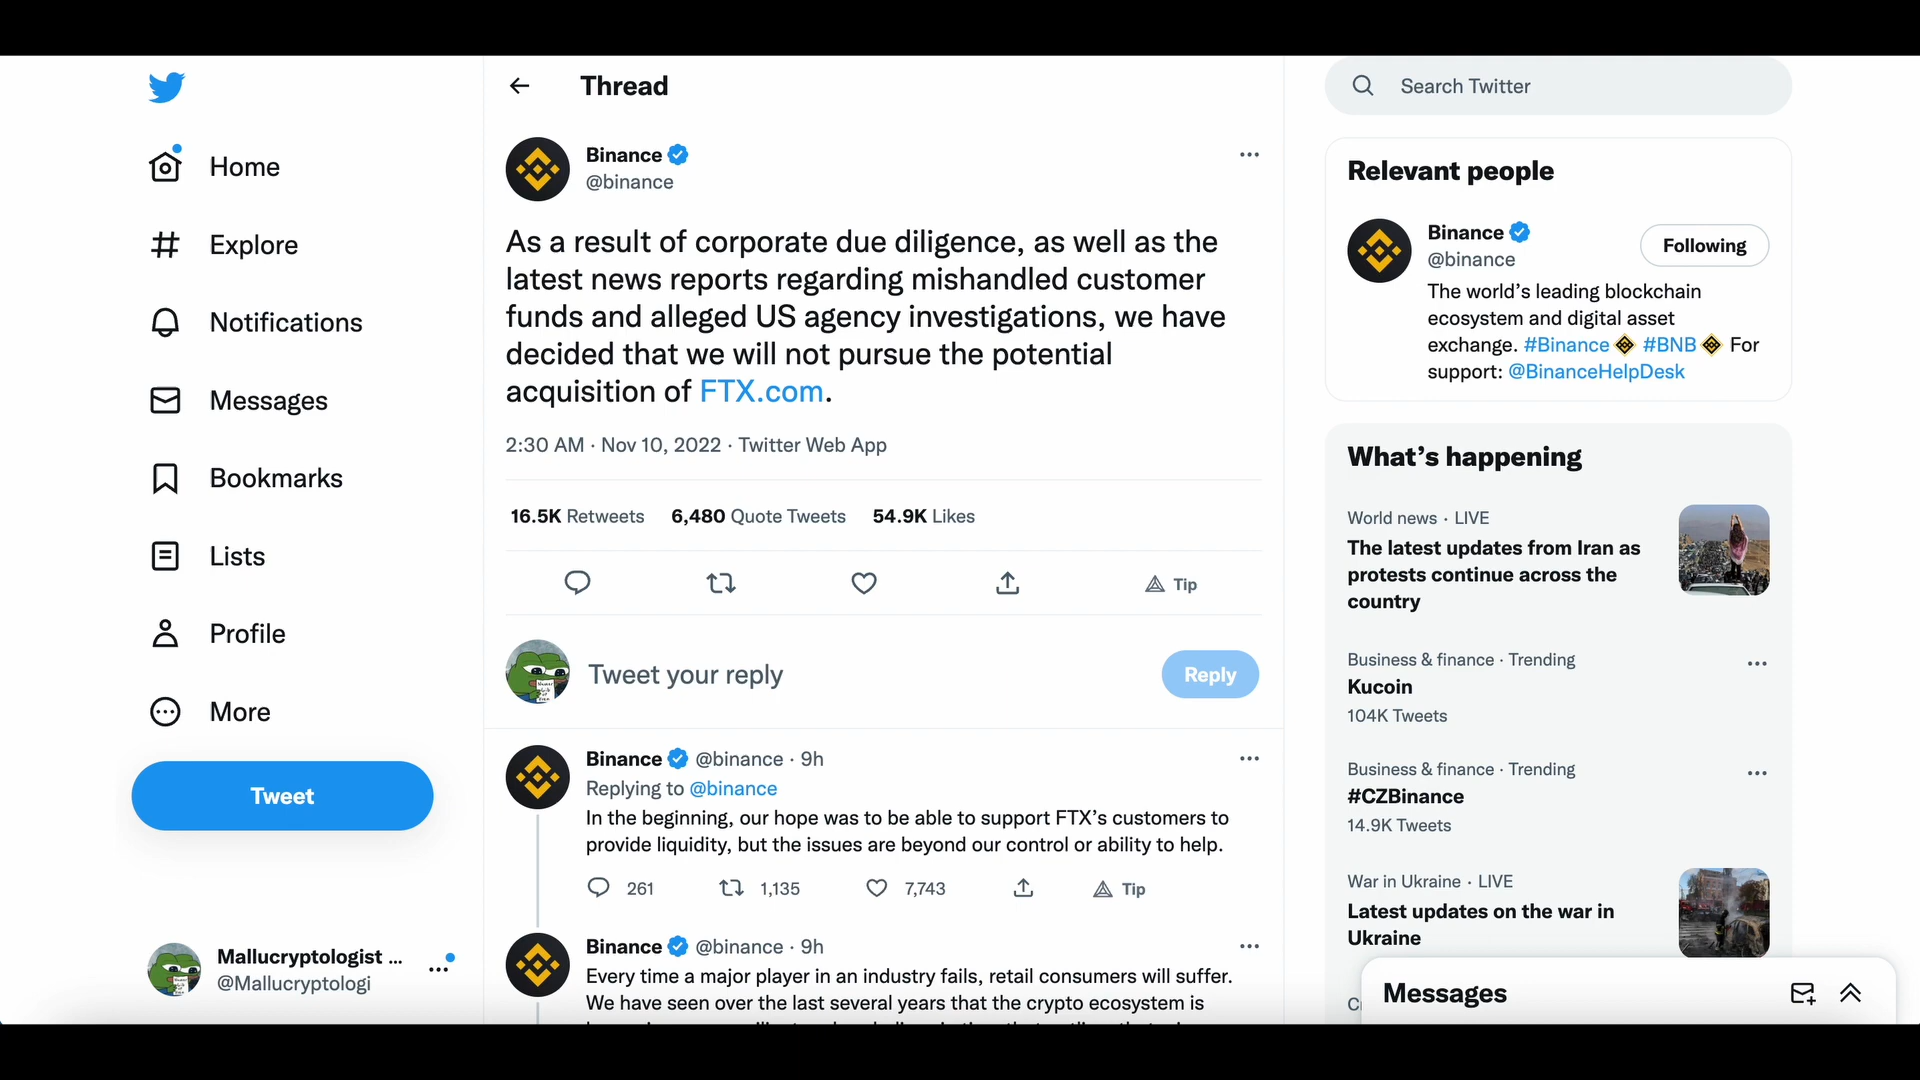 Home
Explore
Notifications
Messages
Bookmarks
Lists
Profile
More
Tweet
Mallucryptologist ...
@Mallucryptologi
Thread
Binance
@binance
As a result of corporate due diligence, as well as the
latest news reports regarding mishandled customer
funds and alleged US agency investigations, we have
decided that we will not pursue the potential
acquisition of FTX.com.
2:30 AM · Nov 10, 2022 · Twitter Web App
16.5K Retweets 6,480 Quote Tweets 54.9K Likes
Tip
Tweet your reply
Reply
Binance @binance · 9h
Replying to @binance
In the beginning, our hope was to be able to support FTX’s customers to
provide liquidity, but the issues are beyond our control or ability to help.
261 1,135 7,743 Tip
Binance @binance · 9h
Every time a major player in an industry fails, retail consumers will suffer.
We have seen over the last several years that the crypto ecosystem is
Search Twitter
Relevant people
Binance
@binance
Following
The world’s leading blockchain
ecosystem and digital asset
exchange. #Binance #BNB For
support: @BinanceHelpDesk
What’s happening
World news · LIVE
The latest updates from Iran as
protests continue across the
country
Business & finance · Trending
Kucoin
104K Tweets
Business & finance · Trending
#CZBinance
14.9K Tweets
War in Ukraine · LIVE
Latest updates on the war in
Ukraine
Messages